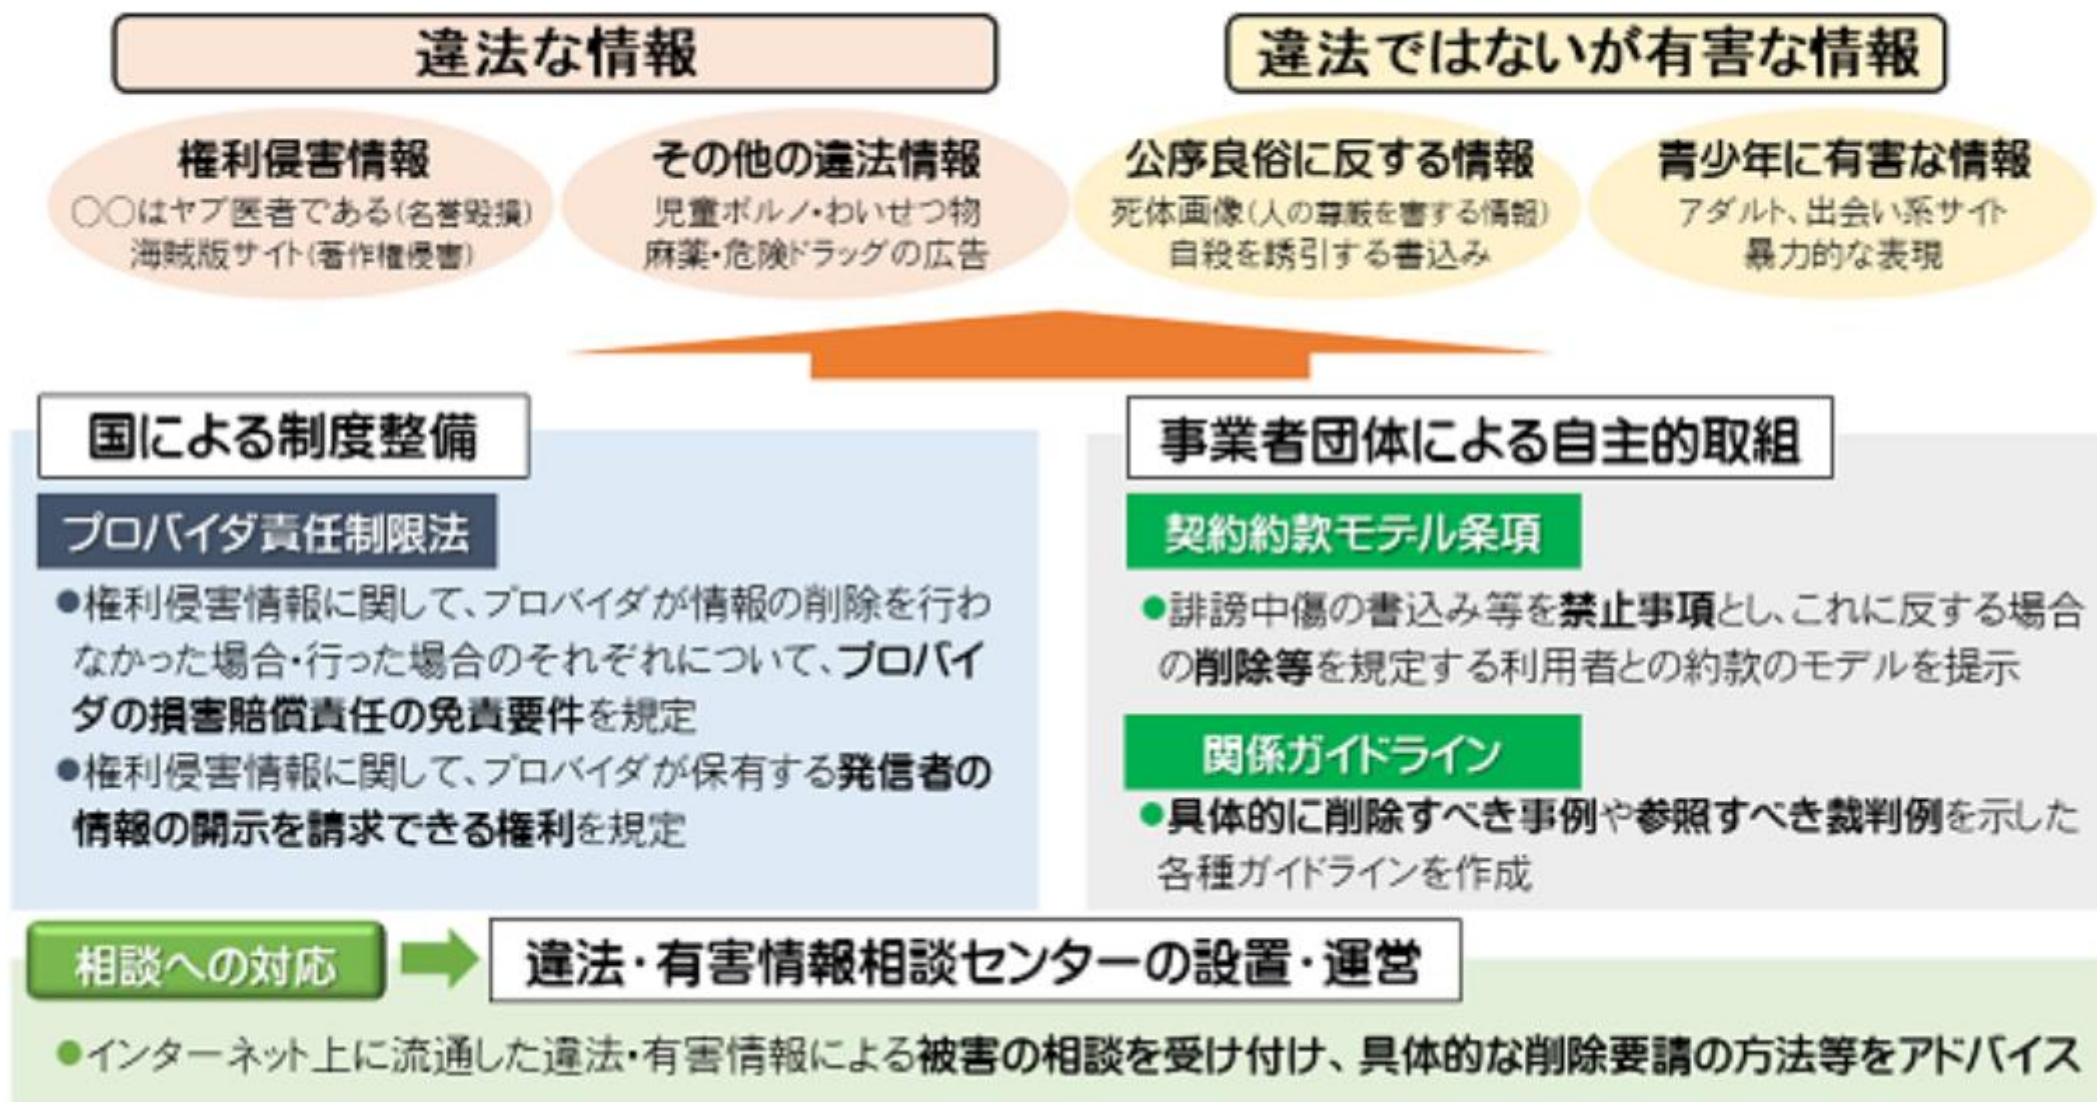 違法な情報
違法ではないが有害な情報
権利侵害情報
〇〇はヤブ医者である(名誉毀損)
海賊版サイト(著作権侵害)
その他の違法情報
児童ポルノ・わいせつ物
麻薬・危険ドラッグの広告
公序良俗に反する情報
死体画像(人の尊厳を害する情報)
自殺を誘引する書込み
青少年に有害な情報
アダルト、出会い系サイト
暴力的な表現
国による制度整備
プロバイダ責任制限法
●権利侵害情報に関して、プロバイダが情報の削除を行わ
なかった場合・行った場合のそれぞれについて、プロバイ
ダの損害賠償責任の免責要件を規定
●権利侵害情報に関して、プロバイダが保有する発信者の
情報の開示を請求できる権利を規定
事業者団体による自主的取組
契約約款モデル条項
●誹謗中傷の書込み等を禁止事項とし、これに反する場合
の削除等を規定する利用者との約款のモデルを提示
関係ガイドライン
●具体的に削除すべき事例や参照すべき裁判例を示した
各種ガイドラインを作成
相談への対応
違法・有害情報相談センターの設置・運営
●インターネット上に流通した違法・有害情報による被害の相談を受け付け、具体的な削除要請の方法等をアドバイス